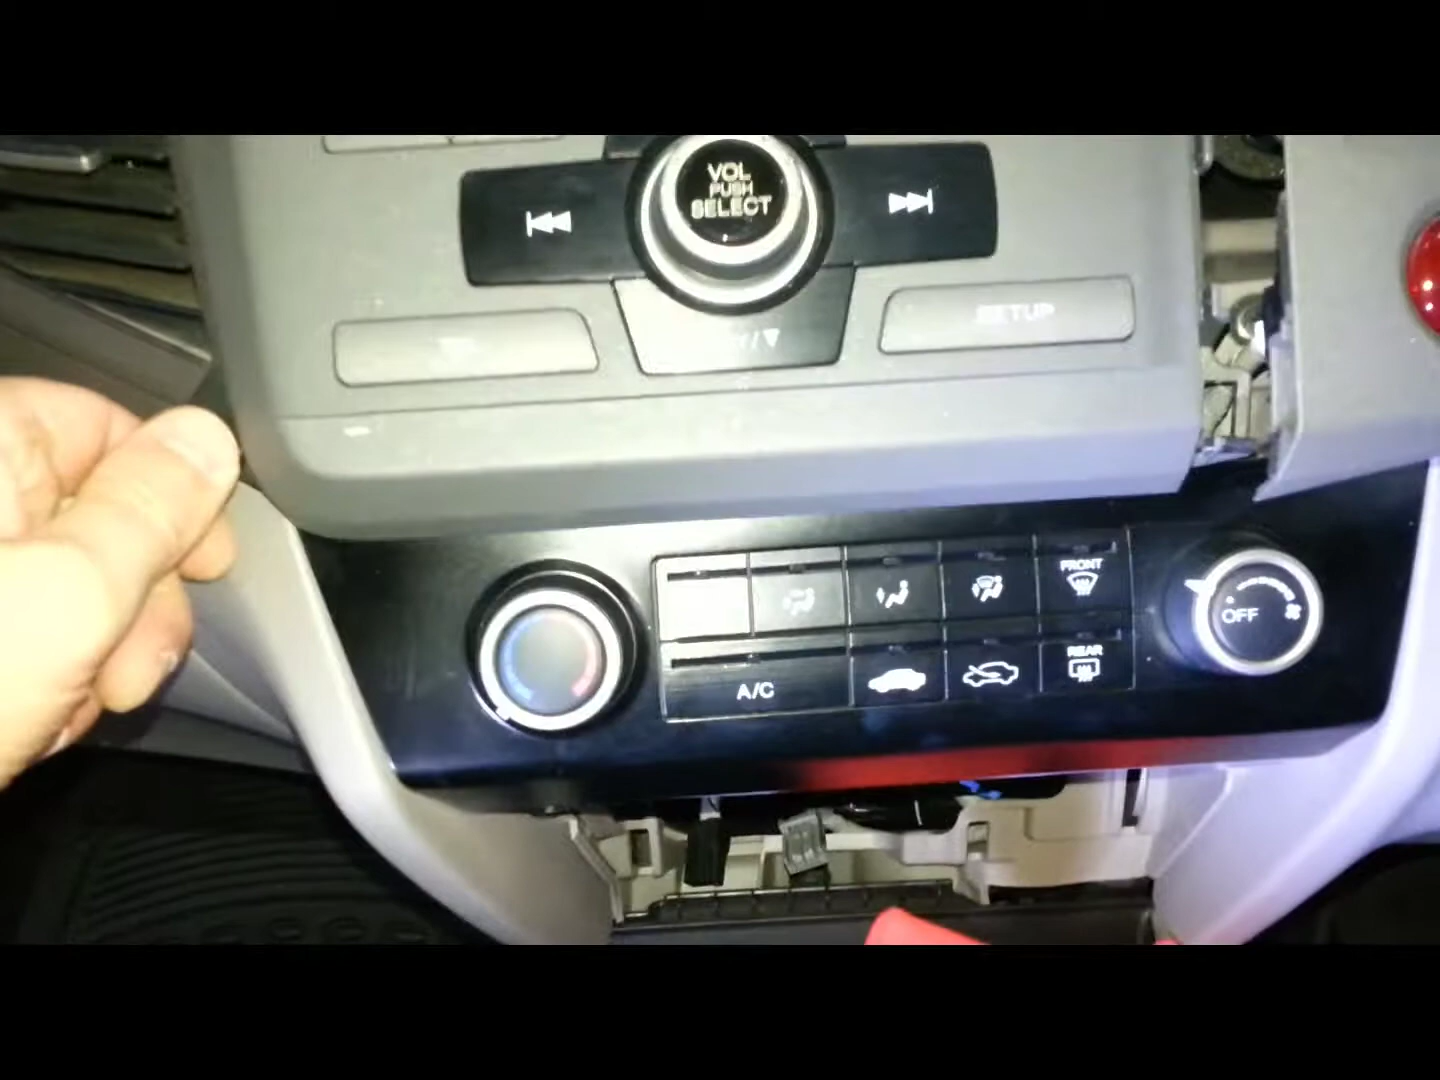 VOL
PUSH
SELECT
SETUP
FRONT
OFF
A/C
REAR